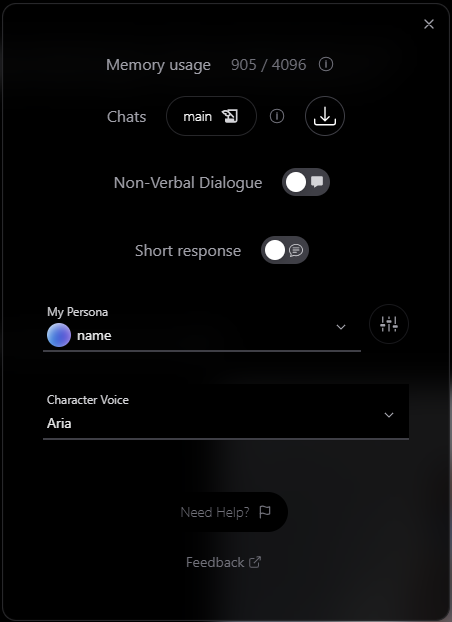 Memory usage 905 / 4096
Chats main
Non-Verbal Dialogue
Short response
My Persona
name
Character Voice
Aria
Need Help?
Feedback